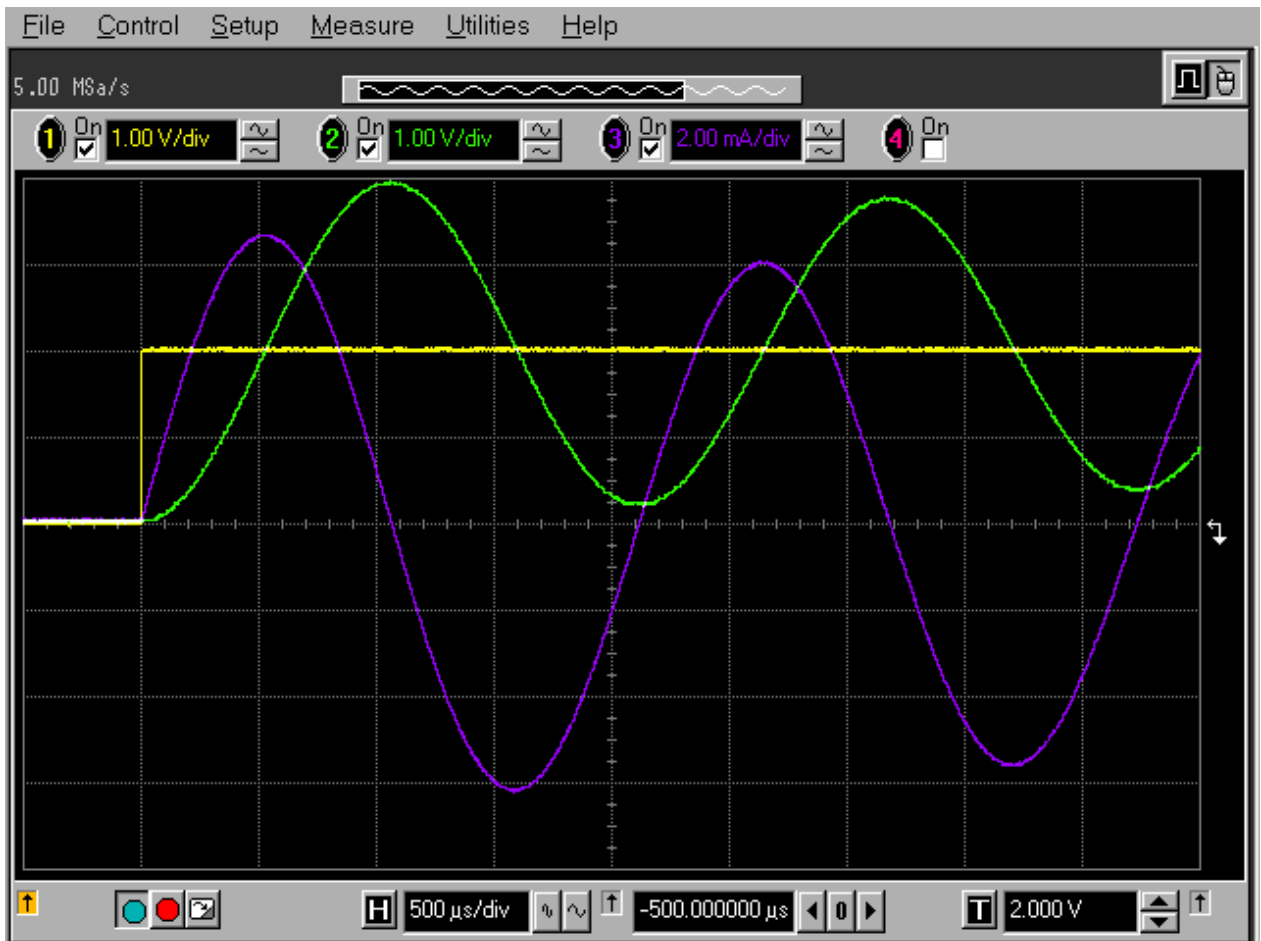 File Control Setup Measure Utilities Help
5.00 MSa/s
1 On 1.00 V/div 2 On 1.00 V/div 3 On 2.00 mA/div 4 On
H 500 µs/div -500.000000 µs 0 T 2.000 V